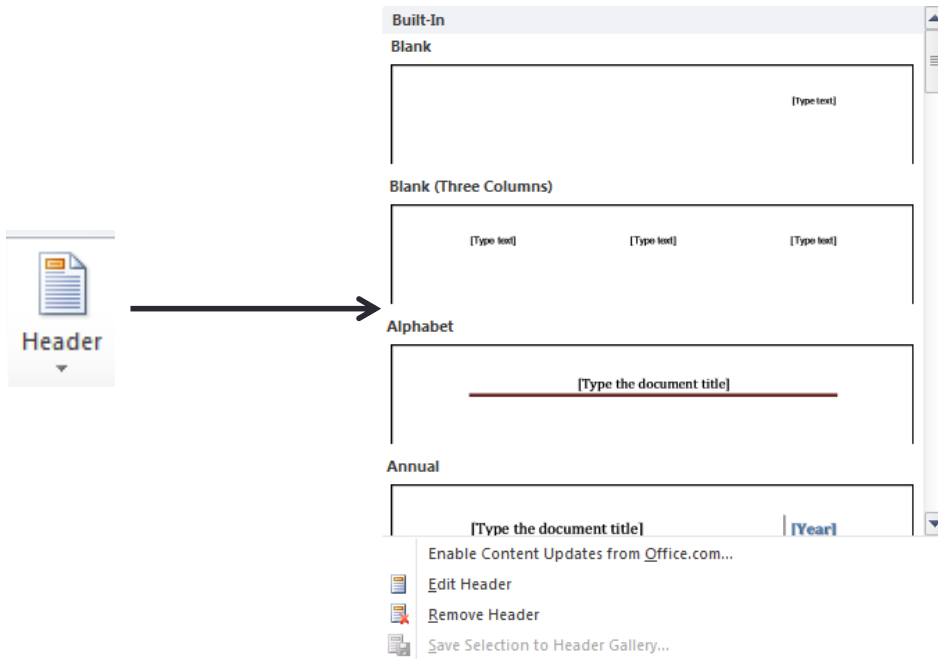 Header
Built-In
Blank
[Type text]
Blank (Three Columns)
[Type text] [Type text] [Type text]
Alphabet
[Type the document title]
Annual
[Type the document title] [Year]
Enable Content Updates from Office.com...
Edit Header
Remove Header
Save Selection to Header Gallery...